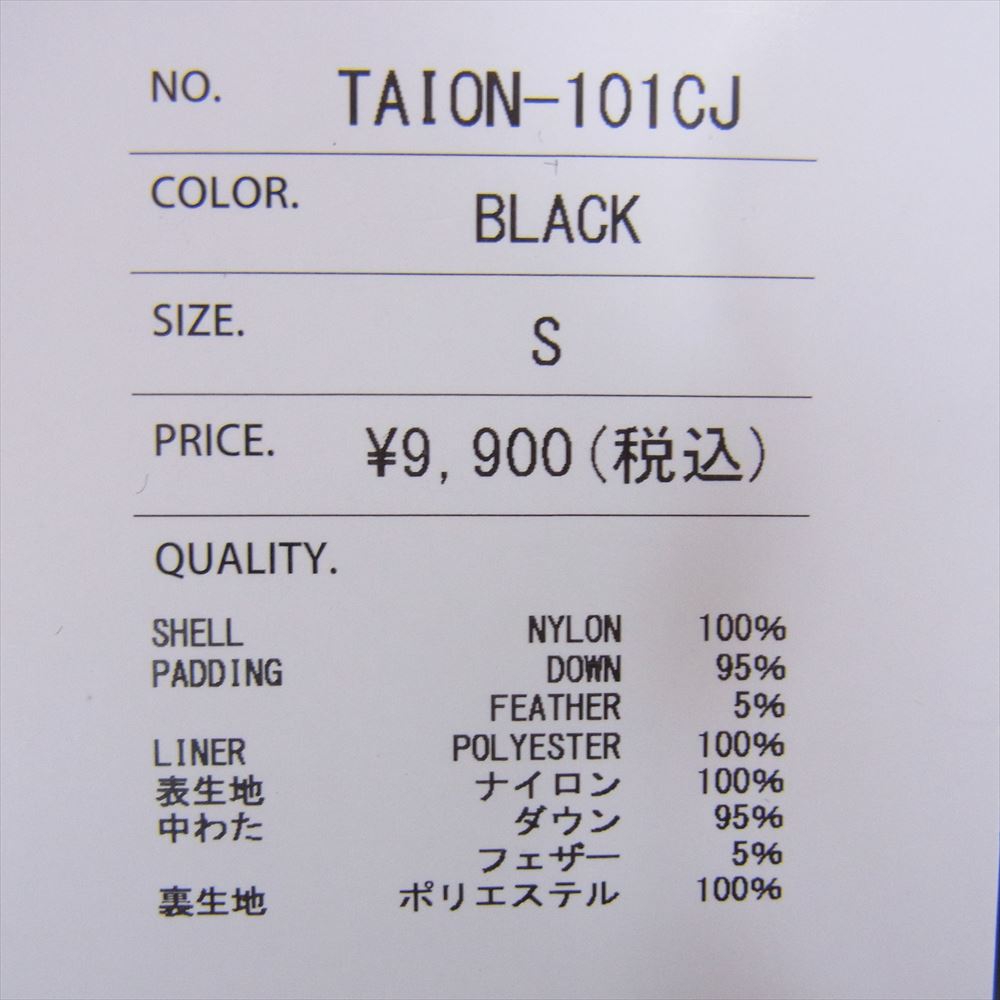 NO. TAION-101CJ
COLOR. BLACK
SIZE. S
PRICE. ¥9,900(税込)
QUALITY.
SHELL NYLON 100%
PADDING DOWN 95%
FEATHER 5%
LINER POLYESTER 100%
表生地 ナイロン 100%
中わた ダウン 95%
フェザー 5%
裏生地 ポリエステル 100%